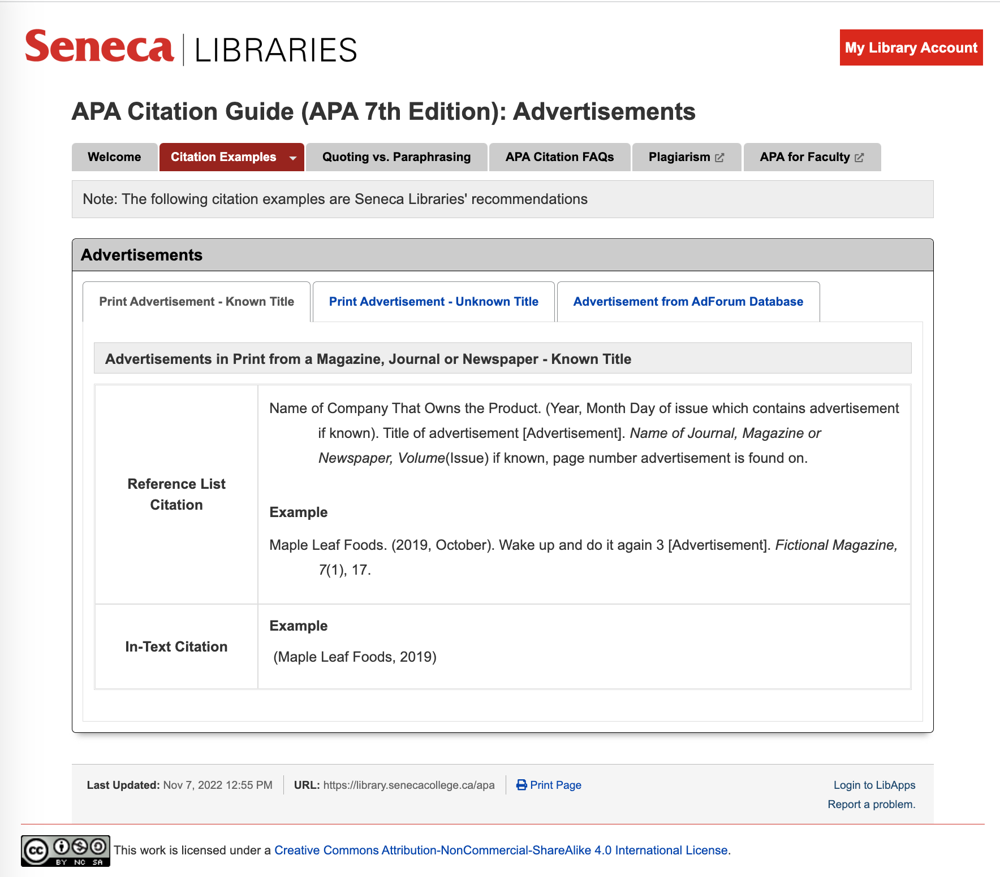 Seneca LIBRARIES
My Library Account
APA Citation Guide (APA 7th Edition): Advertisements
Welcome
Citation Examples
Quoting vs. Paraphrasing
APA Citation FAQs
Plagiarism
APA for Faculty
Note: The following citation examples are Seneca Libraries' recommendations
Advertisements
Print Advertisement - Known Title
Print Advertisement - Unknown Title
Advertisement from AdForum Database
Advertisements in Print from a Magazine, Journal or Newspaper - Known Title
Reference List
Citation
Name of Company That Owns the Product. (Year, Month Day of issue which contains advertisement
if known). Title of advertisement [Advertisement]. Name of Journal, Magazine or
Newspaper, Volume(Issue) if known, page number advertisement is found on.
Example
Maple Leaf Foods. (2019, October). Wake up and do it again 3 [Advertisement]. Fictional Magazine,
7(1), 17.
In-Text Citation
Example
(Maple Leaf Foods, 2019)
Last Updated: Nov 7, 2022 12:55 PM
URL: https://library.senecacollege.ca/apa
Print Page
Login to LibApps
Report a problem.
cc BY NC SA
This work is licensed under a Creative Commons Attribution-NonCommercial-ShareAlike 4.0 International License.